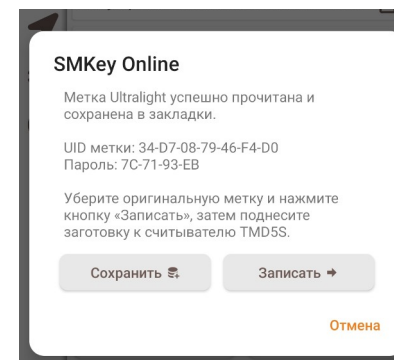 SMKey Online
Метка Ultralight успешно прочитана и
сохранена в закладки.
UID метки: 34-D7-08-79-46-F4-D0
Пароль: 7C-71-93-EB
Уберите оригинальную метку и нажмите
кнопку «Записать», затем поднесите
заготовку к считывателю TMD5S.
Сохранить
Записать
Отмена